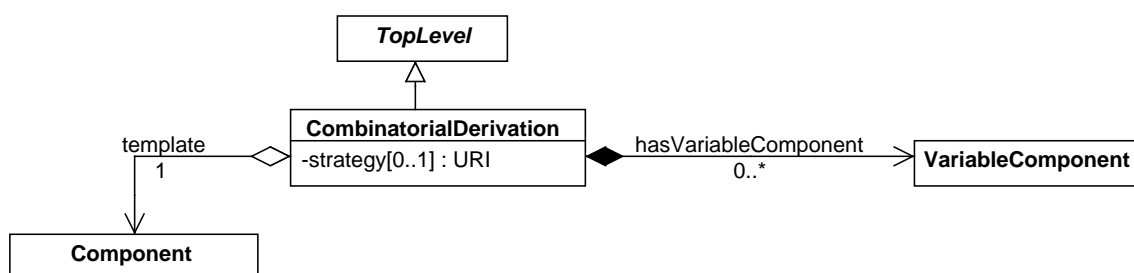 TopLevel
CombinatorialDerivation
-strategy[0..1] : URI
template
1
hasVariableComponent
0..*
VariableComponent
Component